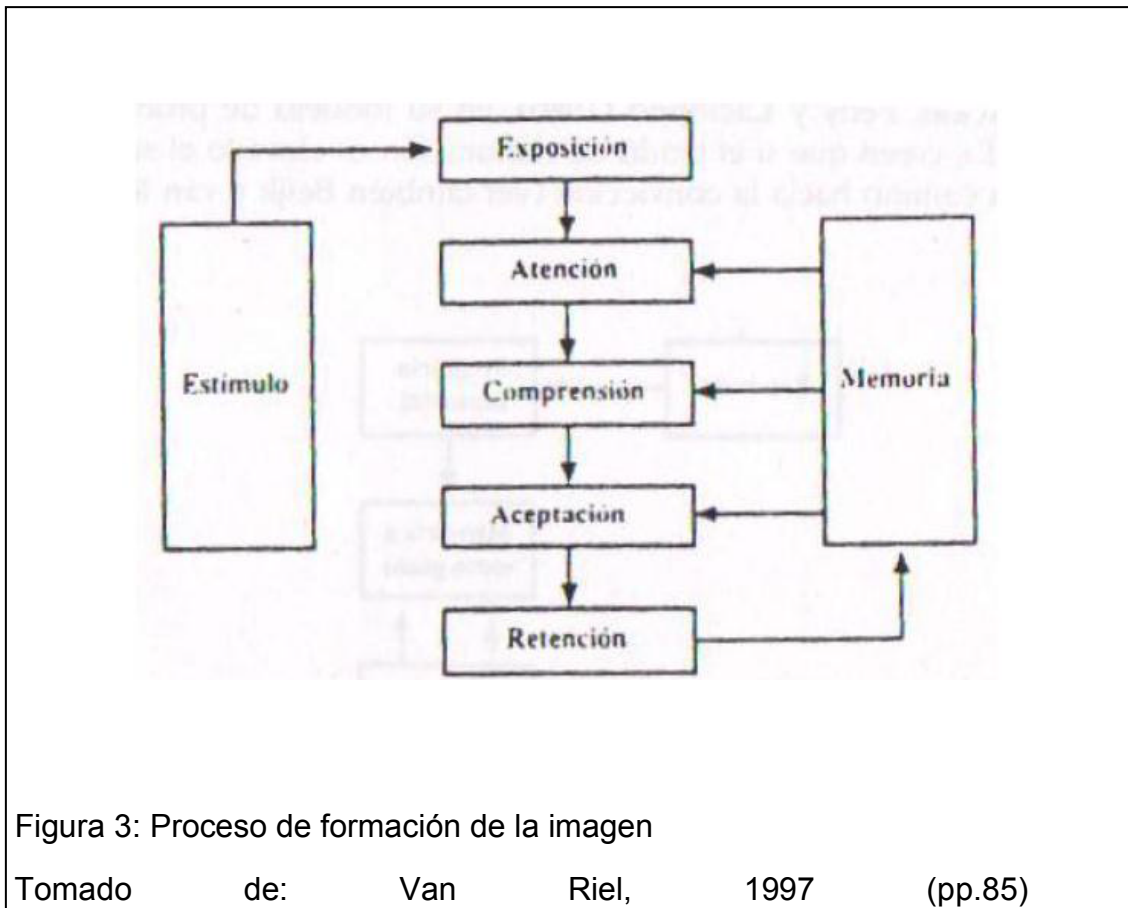 Exposición
Atención
Estímulo
Comprensión
Memoria
Aceptación
Retención
Figura 3: Proceso de formación de la imagen
Tomado de: Van Riel, 1997 (pp.85)